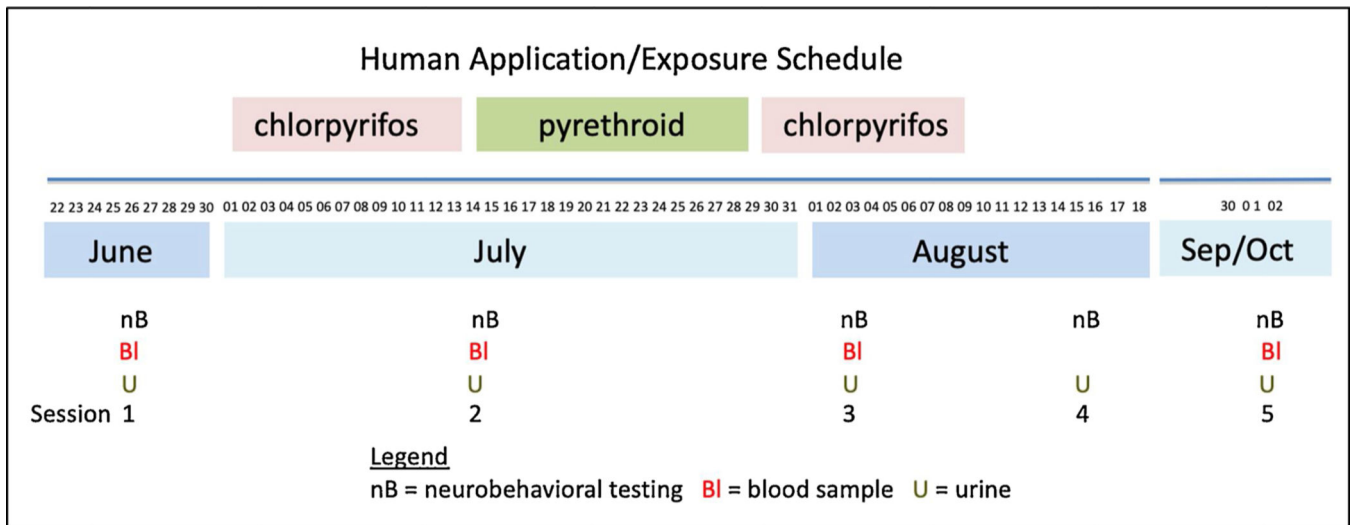 Human Application/Exposure Schedule
chlorpyrifos pyrethroid chlorpyrifos
22 23 24 25 26 27 28 29 30 01 02 03 04 05 06 07 08 09 10 11 12 13 14 15 16 17 18 19 20 21 22 23 24 25 26 27 28 29 30 31 01 02 03 04 05 06 07 08 09 10 11 12 13 14 15 16 17 18 30 0 1 02
June July August Sep/Oct
nB nB nB nB nB
Bl Bl Bl Bl
U U U U U
Session 1 2 3 4 5
Legend
nB = neurobehavioral testing Bl = blood sample U = urine